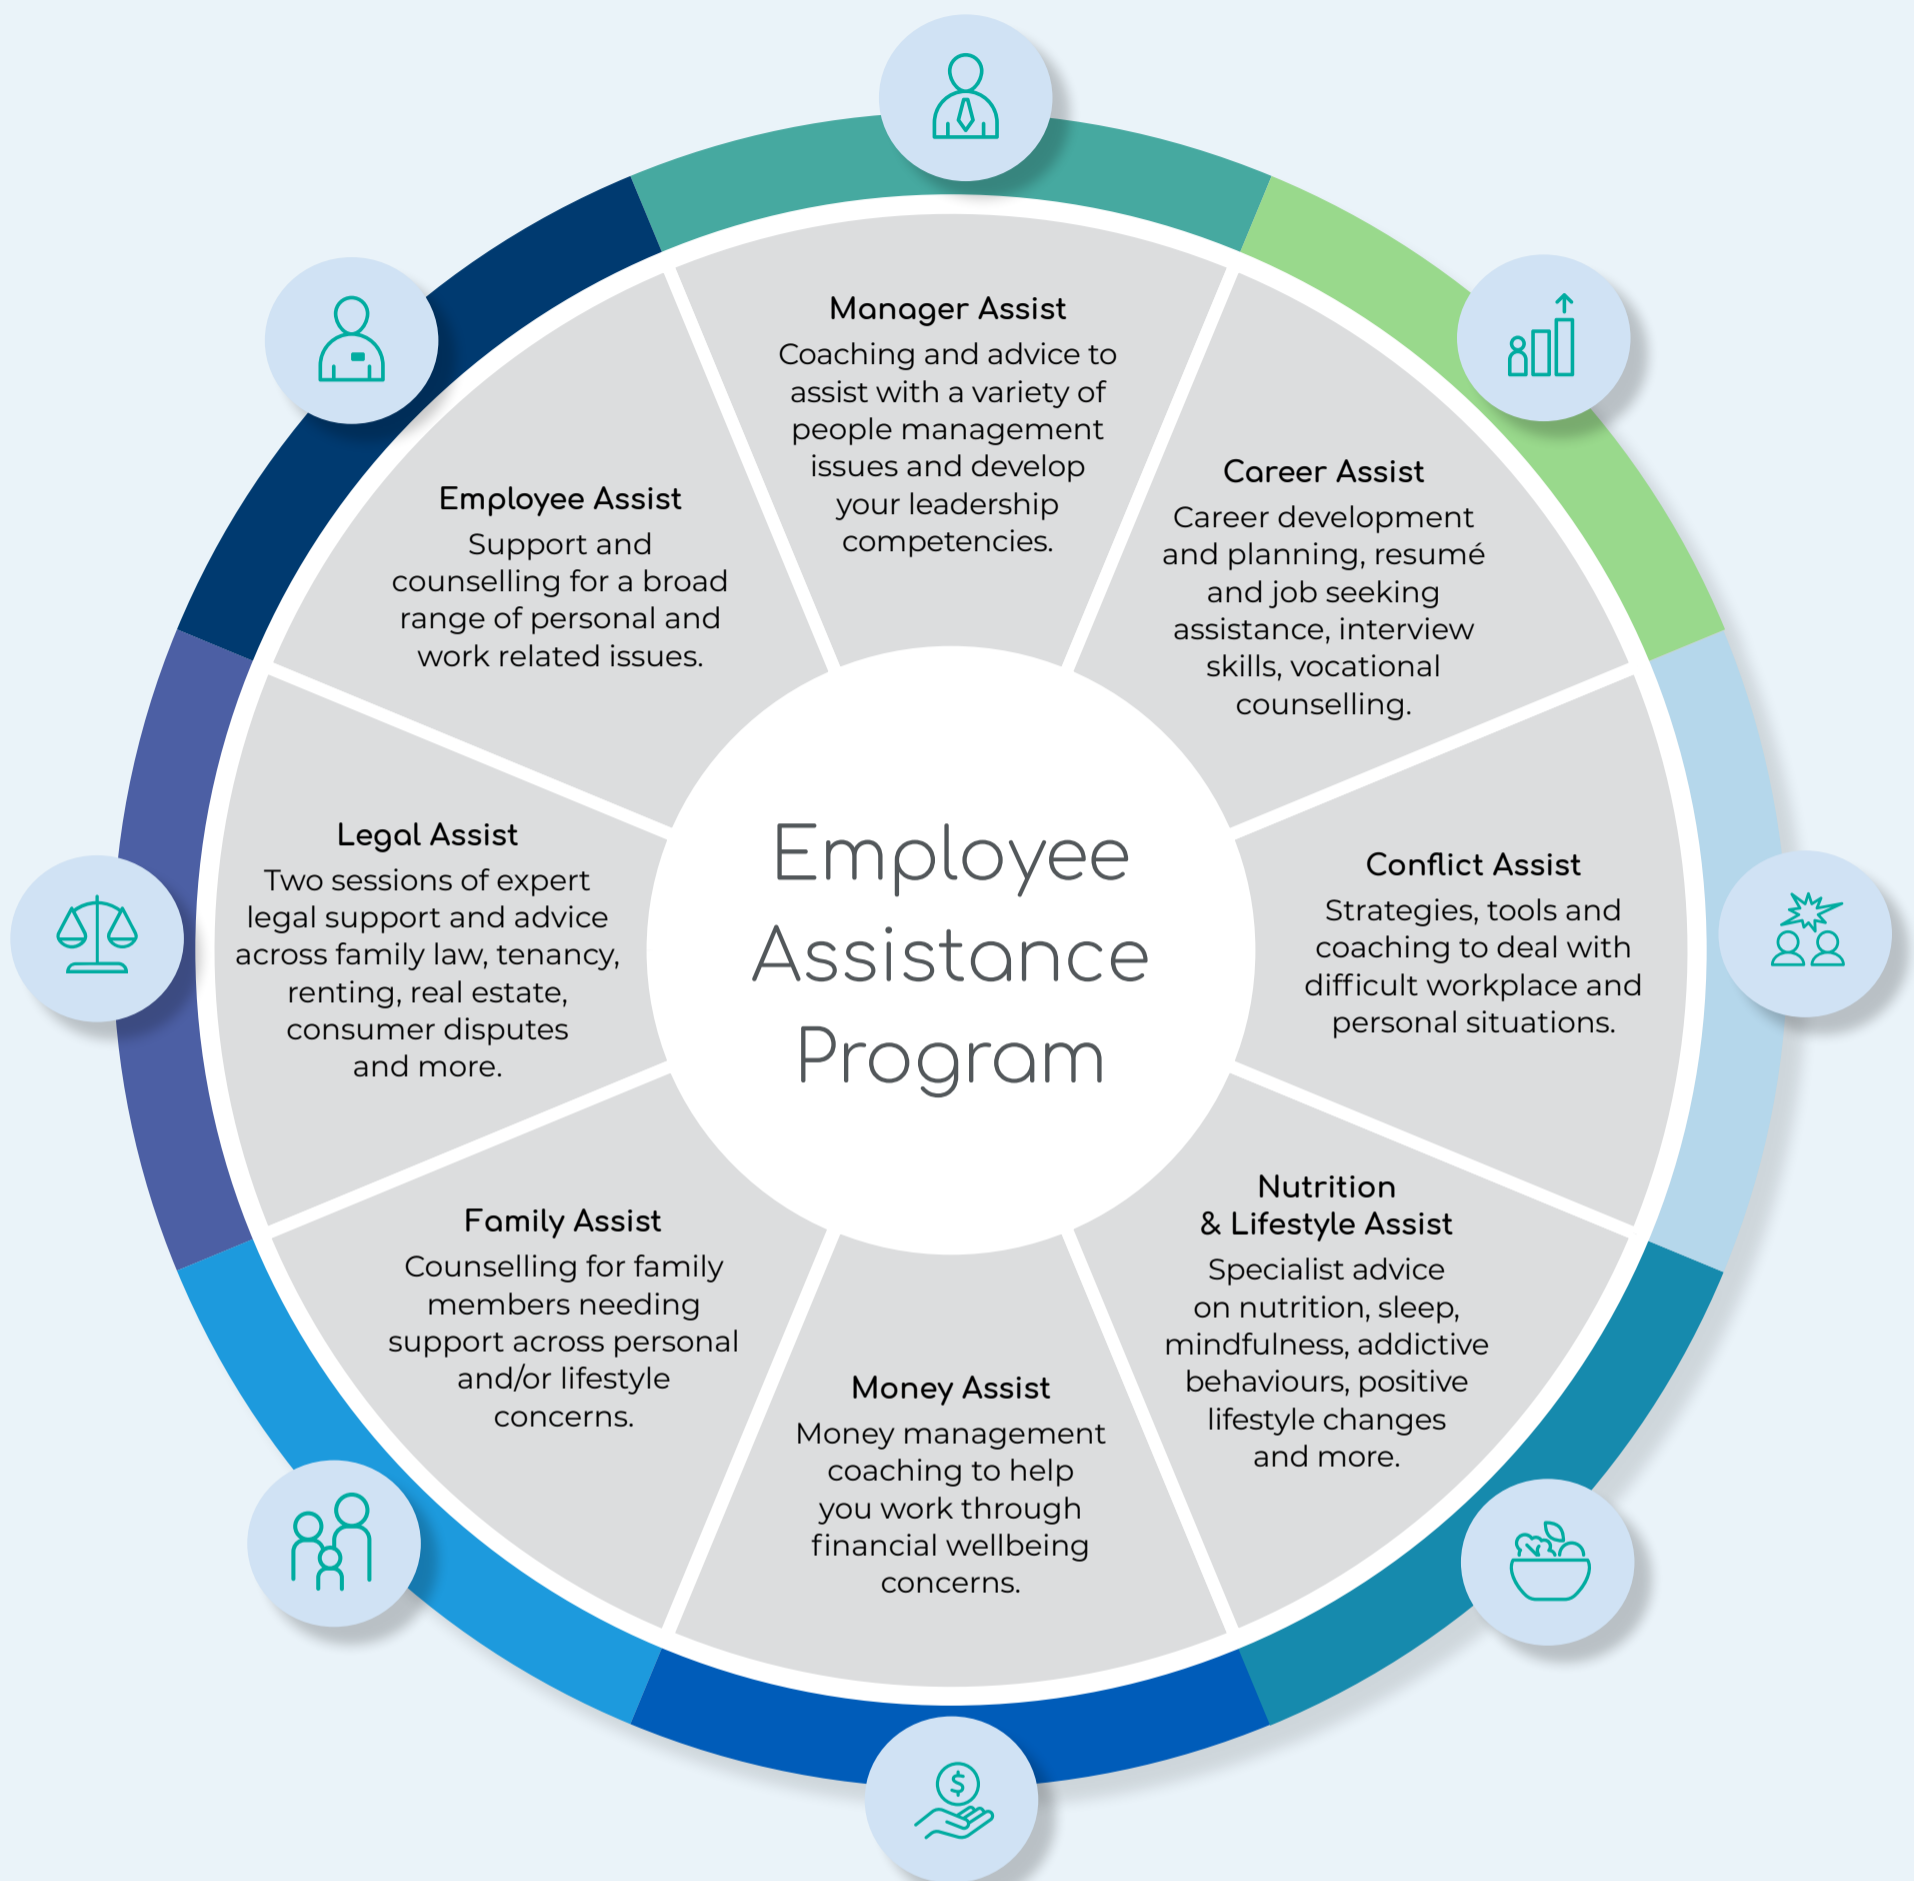 Manager Assist
Coaching and advice to
assist with a variety of
people management
issues and develop
your leadership
competencies.
Career Assist
Career development
and planning, resumé
and job seeking
assistance, interview
skills, vocational
counselling.
Conflict Assist
Strategies, tools and
coaching to deal with
difficult workplace and
personal situations.
Nutrition
& Lifestyle Assist
Specialist advice
on nutrition, sleep,
mindfulness, addictive
behaviours, positive
lifestyle changes
and more.
Money Assist
Money management
coaching to help
you work through
financial wellbeing
concerns.
$
Family Assist
Counselling for family
members needing
support across personal
and/or lifestyle
concerns.
Legal Assist
Two sessions of expert
legal support and advice
across family law, tenancy,
renting, real estate,
consumer disputes
and more.
Employee Assist
Support and
counselling for a broad
range of personal and
work related issues.
Employee
Assistance
Program